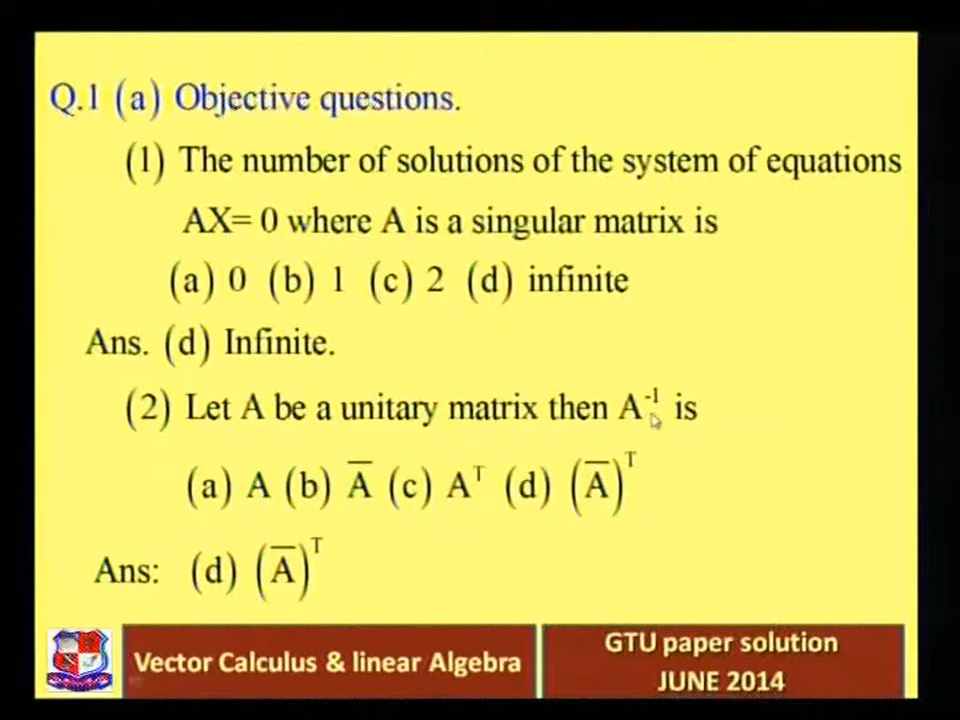 Q.1 (a) Objective questions.
(1) The number of solutions of the system of equations
AX= 0 where A is a singular matrix is
(a) 0 (b) 1 (c) 2 (d) infinite
Ans. (d) Infinite.
(2) Let A be a unitary matrix then A⁻¹ is
(a) A (b) A̅ (c) Aᵀ (d) (A̅)ᵀ
Ans: (d) (A̅)ᵀ
Vector Calculus & linear Algebra
GTU paper solution
JUNE 2014